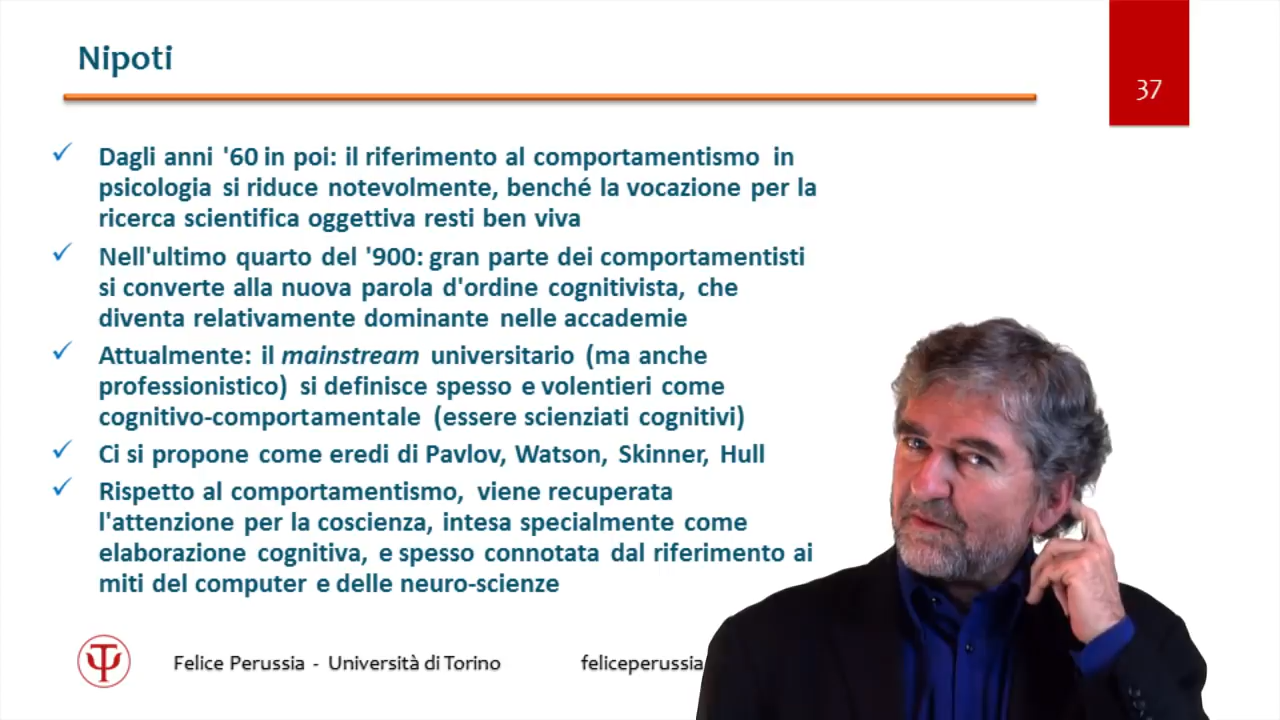 Nipoti
37
Dagli anni '60 in poi: il riferimento al comportamentismo in
psicologia si riduce notevolmente, benché la vocazione per la
ricerca scientifica oggettiva resti ben viva
Nell'ultimo quarto del '900: gran parte dei comportamentisti
si converte alla nuova parola d'ordine cognitivista, che
diventa relativamente dominante nelle accademie
Attualmente: il mainstream universitario (ma anche
professionistico) si definisce spesso e volentieri come
cognitivo-comportamentale (essere scienziati cognitivi)
Ci si propone come eredi di Pavlov, Watson, Skinner, Hull
Rispetto al comportamentismo, viene recuperata
l'attenzione per la coscienza, intesa specialmente come
elaborazione cognitiva, e spesso connotata dal riferimento ai
miti del computer e delle neuro-scienze
Ψ Felice Perussia - Università di Torino feliceperussia